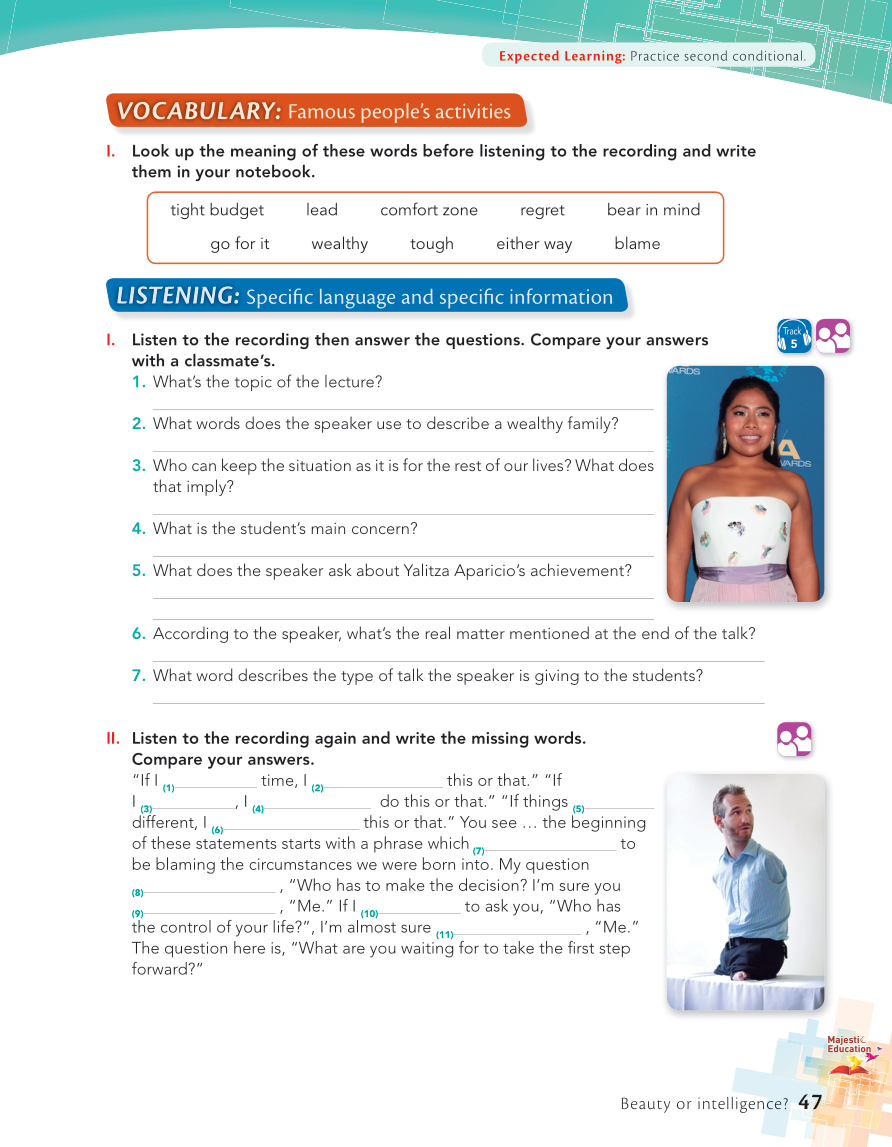 Expected Learning: Practice second conditional.
VOCABULARY: Famous people's activities
I. Look up the meaning of these words before listening to the recording and write
them in your notebook.
tight budget lead comfort zone regret bear in mind
go for it wealthy tough either way blame
LISTENING: Specific language and specific information
I. Listen to the recording then answer the questions. Compare your answers
with a classmate's.
Track
5
1. What's the topic of the lecture?
2. What words does the speaker use to describe a wealthy family?
3. Who can keep the situation as it is for the rest of our lives? What does
that imply?
4. What is the student's main concern?
5. What does the speaker ask about Yalitza Aparicio's achievement?
6. According to the speaker, what's the real matter mentioned at the end of the talk?
7. What word describes the type of talk the speaker is giving to the students?
ARDS
A
VARDS
II. Listen to the recording again and write the missing words.
Compare your answers.
“If I (1) time, I (2) this or that.” “If
I (3) , I (4) do this or that.” “If things (5)
different, I (6) this or that.” You see … the beginning
of these statements starts with a phrase which (7) to
be blaming the circumstances we were born into. My question
(8) , “Who has to make the decision? I'm sure you
(9) , “Me.” If I (10) to ask you, “Who has
the control of your life?”, I'm almost sure (11) , “Me.”
The question here is, “What are you waiting for to take the first step
forward?”
Majestic
Education
Beauty or intelligence? 47